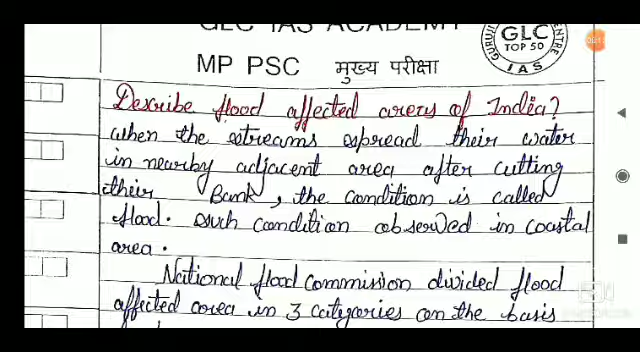 GLC IAS ACADEMY
GLC
TOP 50
IAS
CENTRE
MP PSC मुख्य परीक्षा
Describe flood affected arers of India?
when the streams spread their water
in nearby adjacent area after cutting
their Bank, the condition is called
flood. such condition observed in coastal
area.
National flood commission divided flood
affected area in 3 categories on the basis